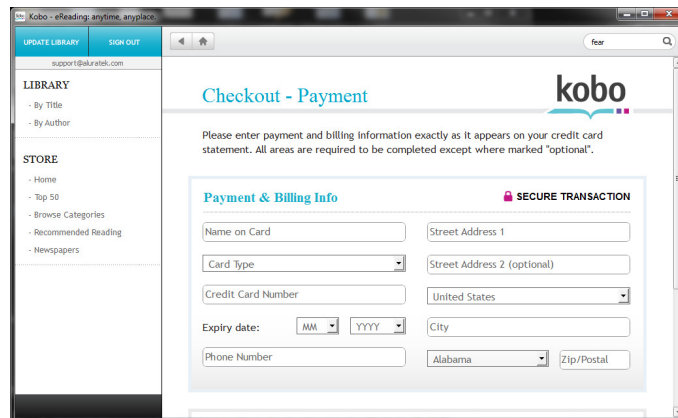 Kobo - eReading: anytime, anyplace.
UPDATE LIBRARY
SIGN OUT
support@aluratek.com
fear
LIBRARY
- By Title
- By Author
STORE
- Home
- Top 50
- Browse Categories
- Recommended Reading
- Newspapers
Checkout - Payment
kobo
Please enter payment and billing information exactly as it appears on your credit card
statement. All areas are required to be completed except where marked "optional".
Payment & Billing Info
SECURE TRANSACTION
Name on Card
Street Address 1
Card Type
Street Address 2 (optional)
Credit Card Number
United States
Expiry date:
MM
YYYY
City
Phone Number
Alabama
Zip/Postal